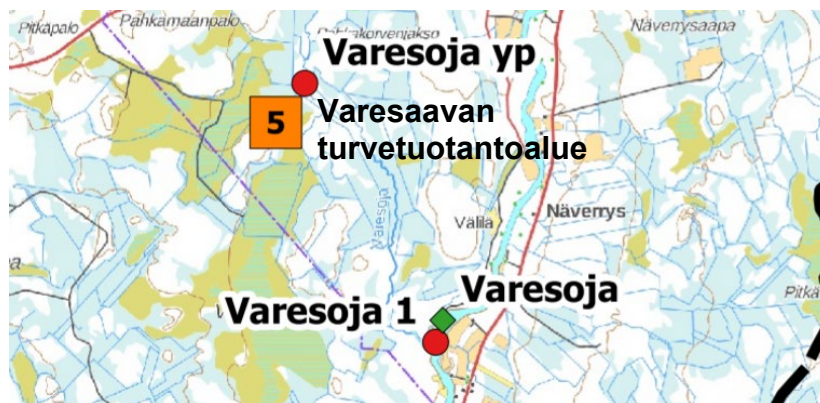 Pitkäpalo
Pahkamaanpalo
Näverrysaapa
Varesoja yp
5
Varesaavan
turvetuotantoalue
Varesoja
Välilä
Näverrys
Varesoja
Varesoja 1
Pitkä